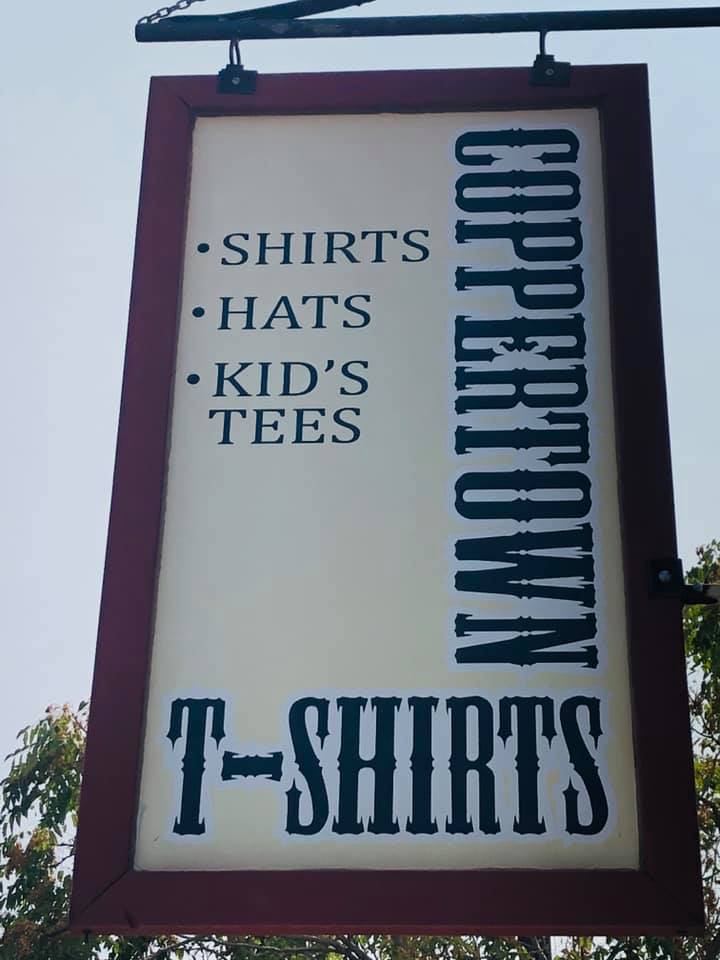 COPPERTOWN
•SHIRTS
•HATS
•KID'S
TEES
T-SHIRTS